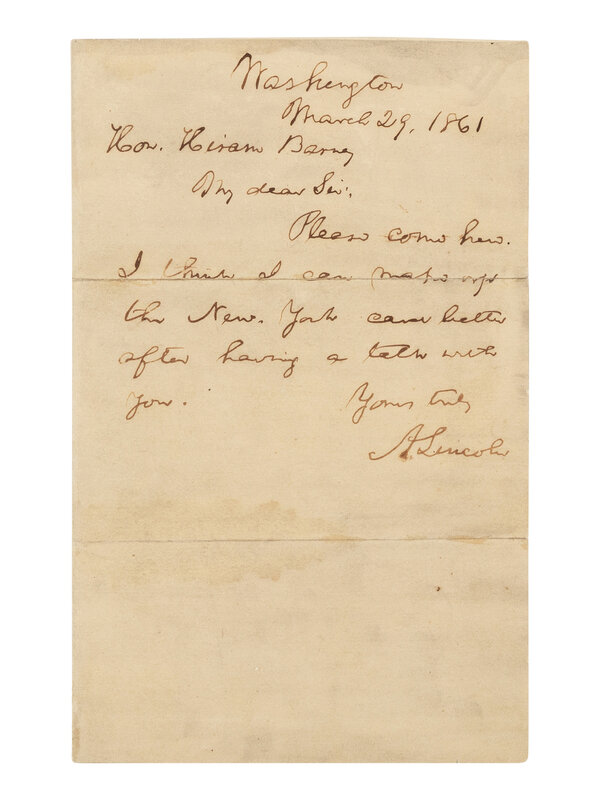 Washington
March 29, 1861
Hon. Hiram Barney
My dear Sir:
Please come here.
I think I can make up
the New-York card better
after having a talk with
you. Yours truly
A. Lincoln